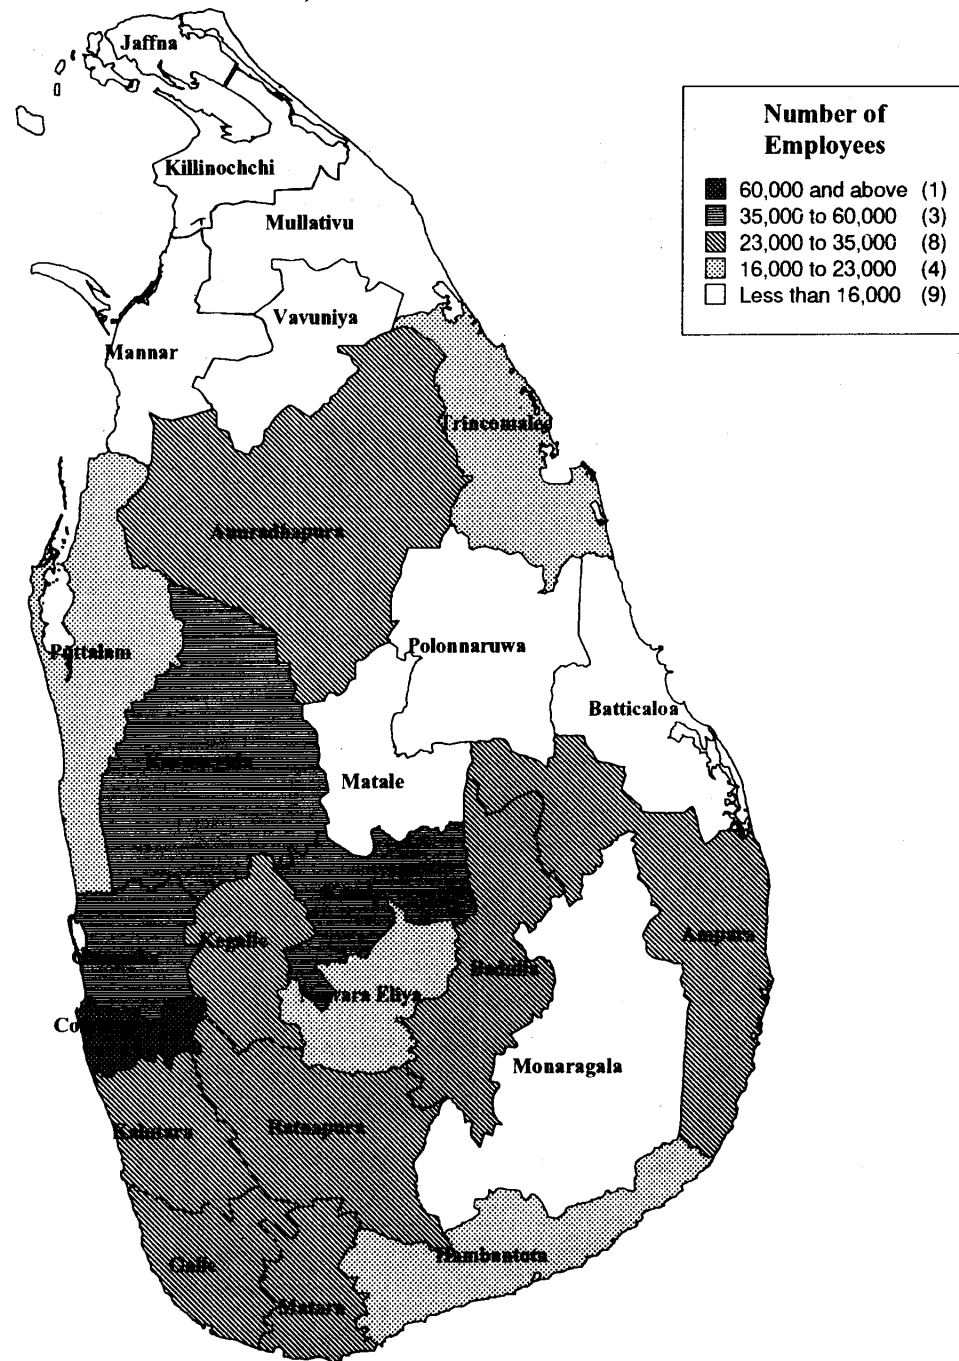 Jaffna
Number of
Employees
60,000 and above (1)
35,000 to 60,000 (3)
23,000 to 35,000 (8)
16,000 to 23,000 (4)
Less than 16,000 (9)
Killinochchi
Mullativu
Vavuniya
Mannar
Trincomalee
Anuradhapura
Puttalam
Polonnaruwa
Batticaloa
Matale
Kegalle
Ampara
Badulla
Eliya
Monaragala
Kalutara
Ratnapura
Hambantota
Galle
Matara